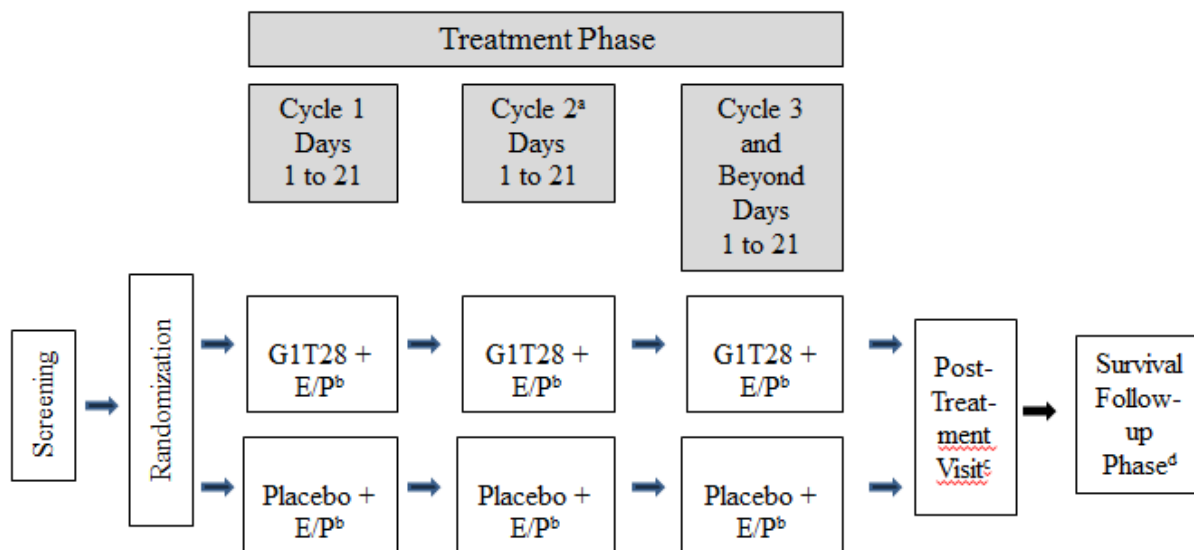 Treatment Phase
Cycle 1
Days
1 to 21
Cycle 2ᵃ
Days
1 to 21
Cycle 3
and
Beyond
Days
1 to 21
Screening
Randomization
G1T28 +
E/Pᵇ
G1T28 +
E/Pᵇ
G1T28 +
E/Pᵇ
Placebo +
E/Pᵇ
Placebo +
E/Pᵇ
Placebo +
E/Pᵇ
Post-
Treat-
ment
Visitᶜ
Survival
Follow-
up
Phaseᵈ